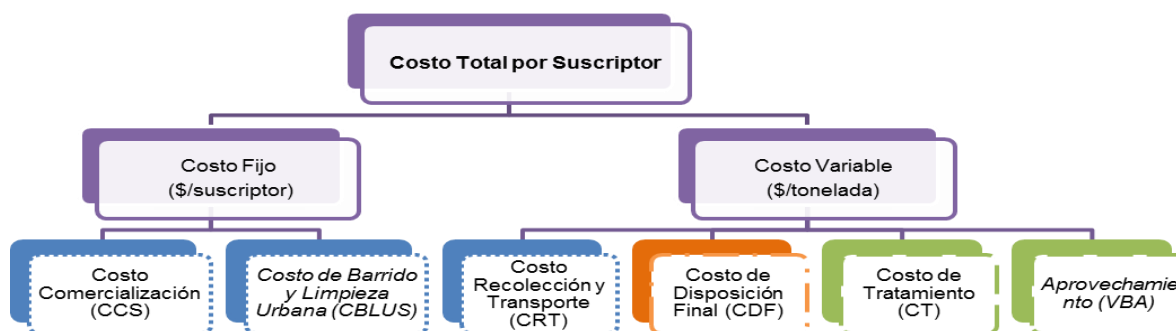 Costo Total por Suscriptor
Costo Fijo
($/suscriptor)
Costo Variable
($/tonelada)
Costo
Comercialización
(CCS)
Costo de Barrido
y Limpieza
Urbana (CBLUS)
Costo
Recolección y
Transporte (CRT)
Costo de
Disposición
Final (CDF)
Costo de
Tratamiento
(CT)
Aprovechamie
nto (VBA)